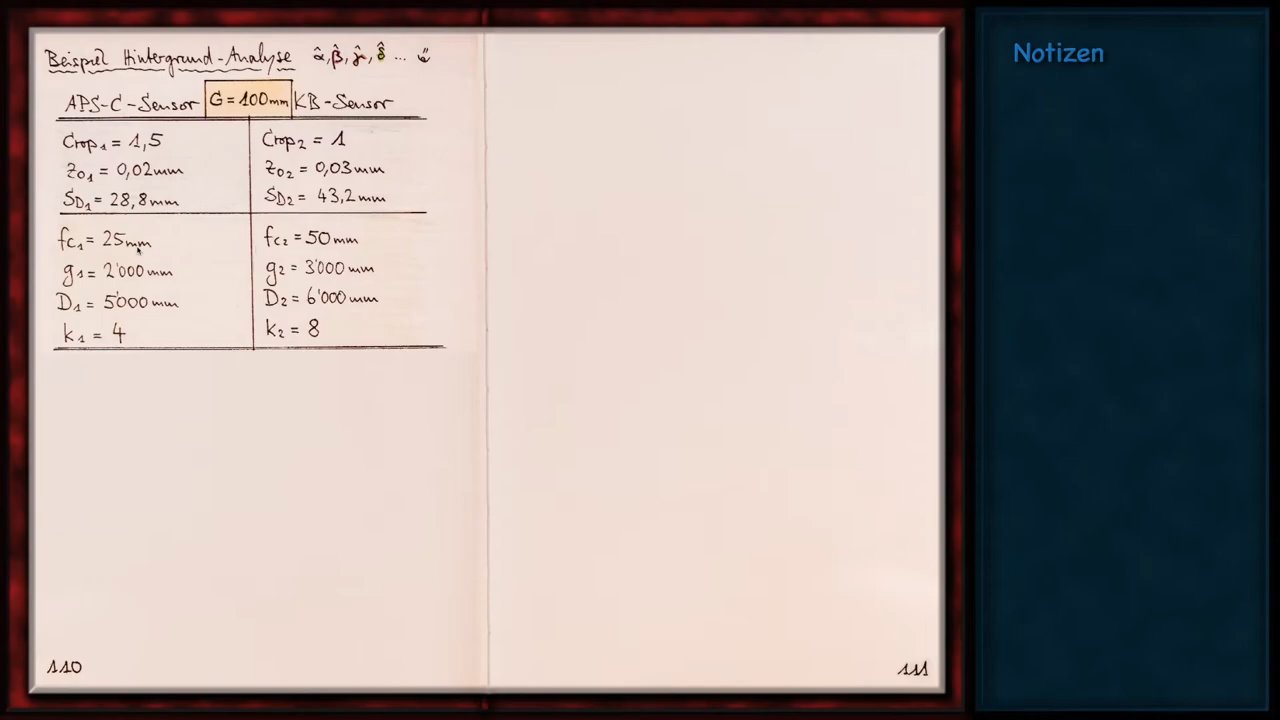 Beispiel Hintergrund-Analyse α̂, β̂, γ̂, δ̂ ...
APS-C-Sensor G = 100mm KB-Sensor
Crop₁ = 1,5 Crop₂ = 1
z₀₁ = 0,02mm z₀₂ = 0,03mm
S_D₁ = 28,8mm S_D₂ = 43,2mm
fc₁ = 25mm fc₂ = 50mm
g₁ = 2'000mm g₂ = 3'000mm
D₁ = 5'000mm D₂ = 6'000mm
k₁ = 4 k₂ = 8
110
111
Notizen